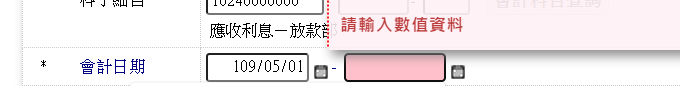 科子細目 10240000000 - 會計科目查詢
應收利息－放款部
請輸入數值資料
* 會計日期 109/05/01 -